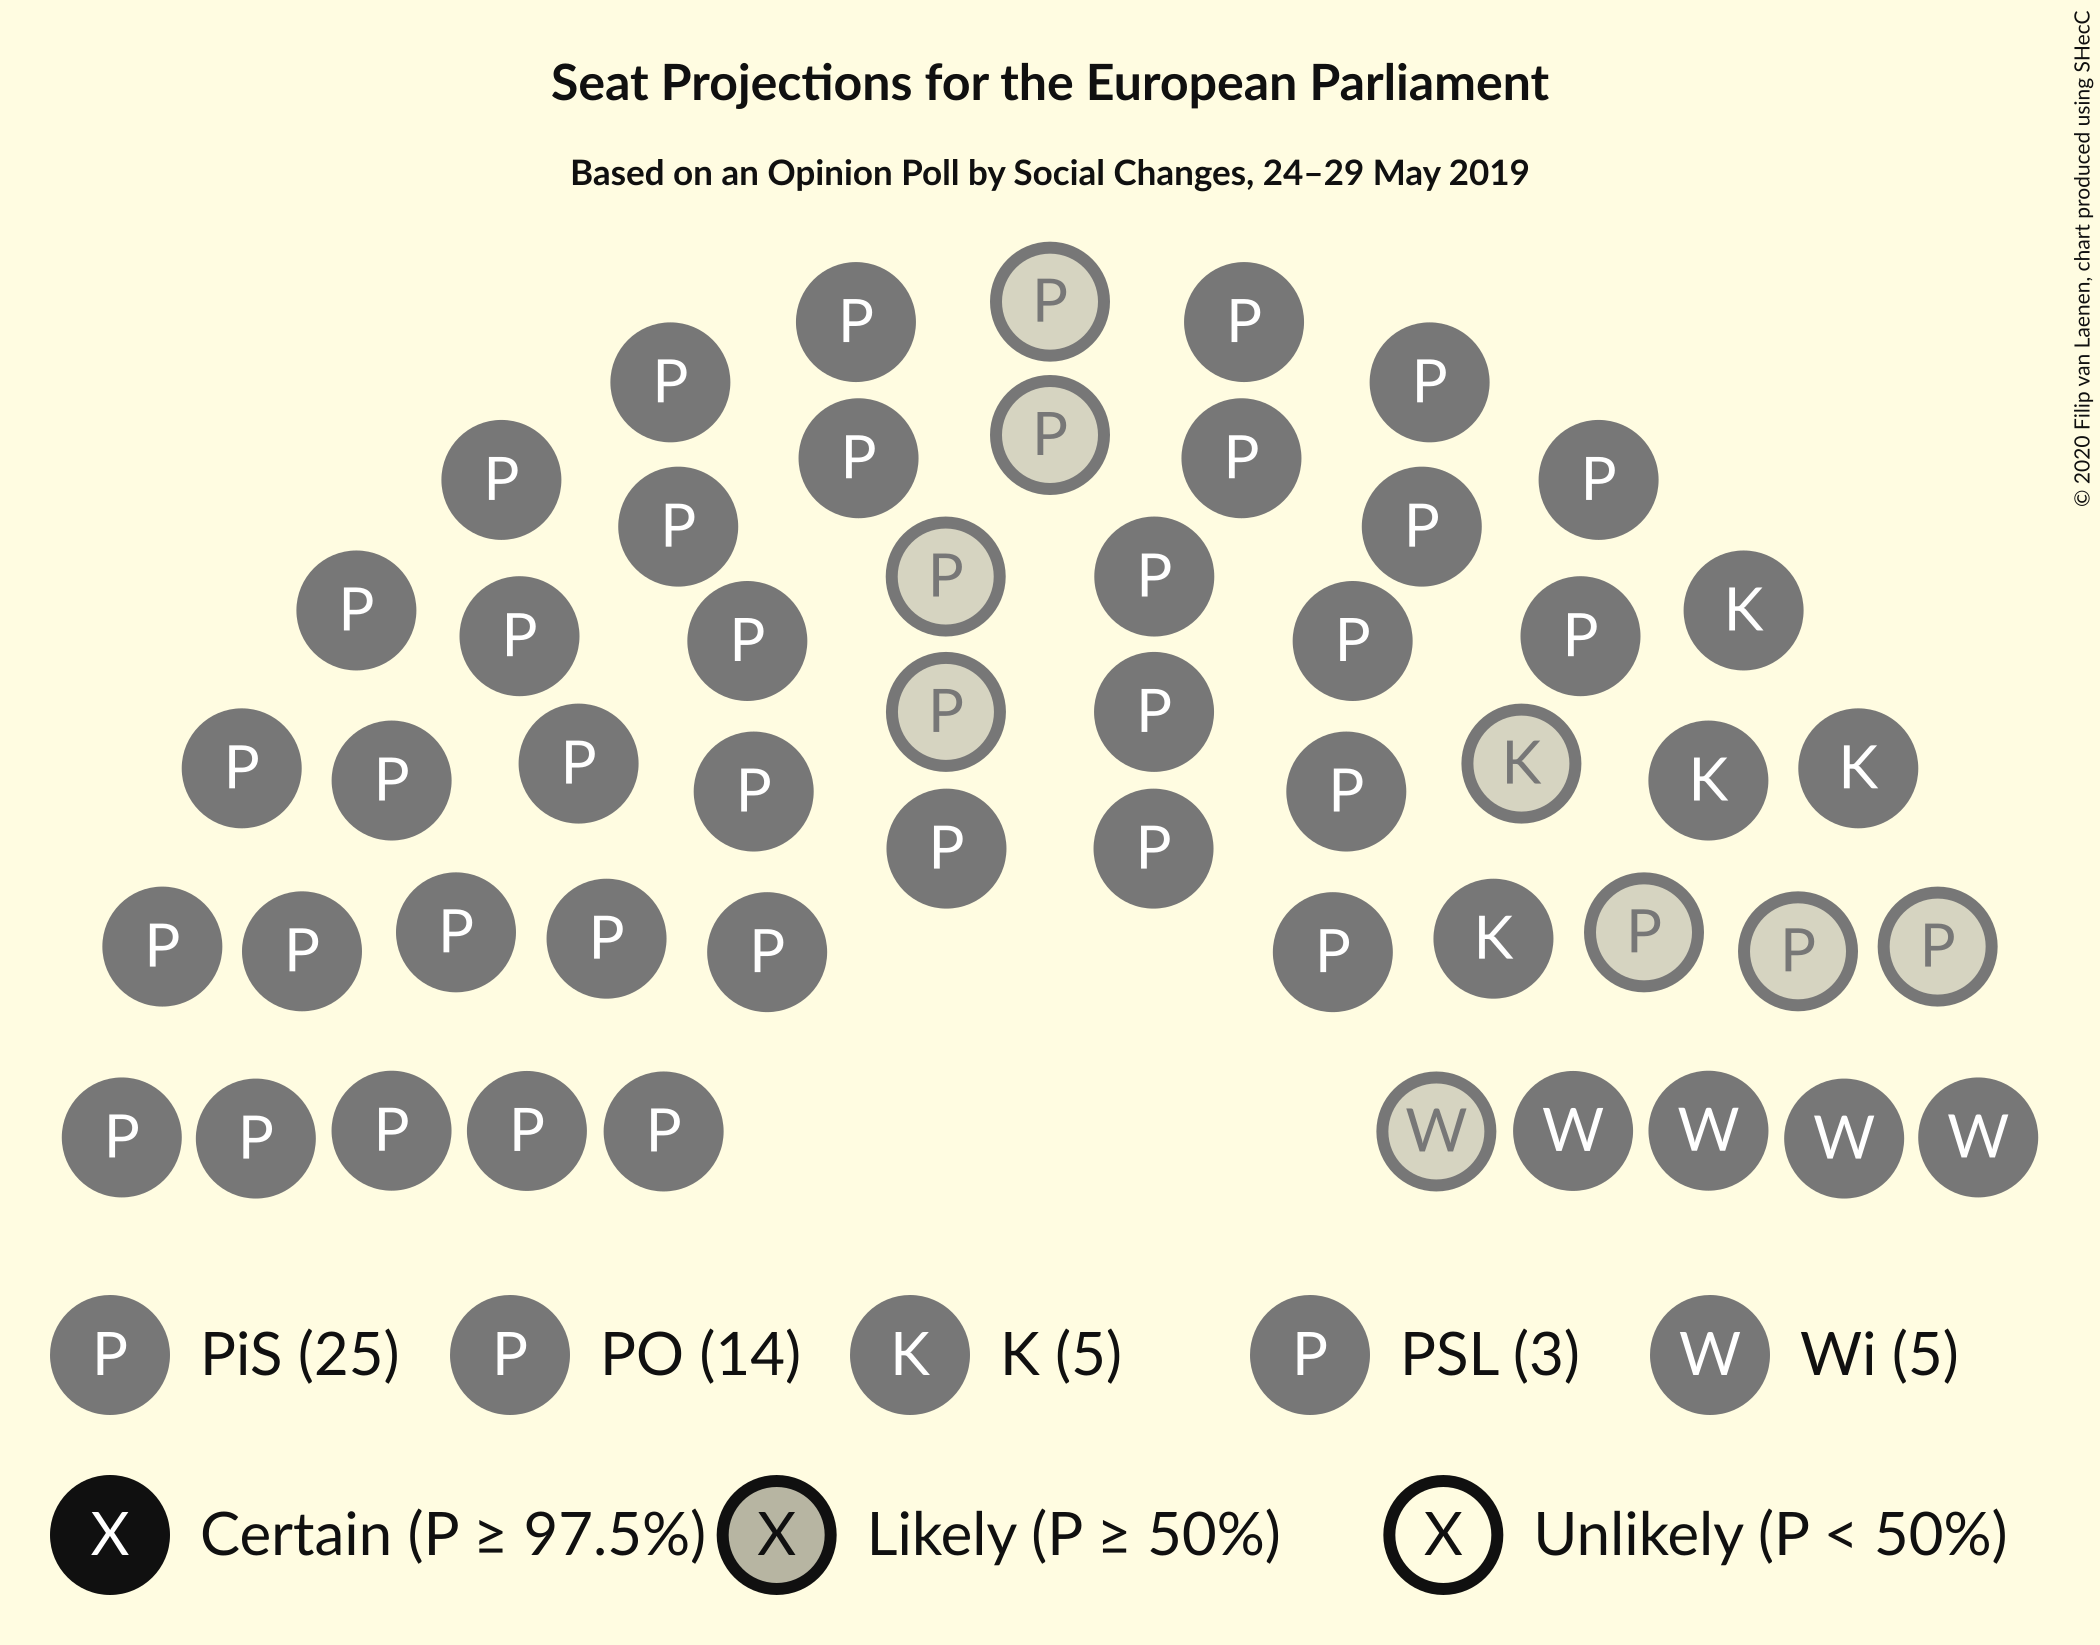 Seat Projections for the European Parliament
Based on an Opinion Poll by Social Changes, 24–29 May 2019
© 2020 Filip van Laenen, chart produced using SHecC
P
P P
P P
P
P P
P P
P P
P P
P P
P P K
P P
P P
P P
P P K
P P K K
P P
P P
P P P K P P P
P P
P P P P P W W W W W
P PiS (25) P PO (14) K K (5) P PSL (3) W Wi (5)
X Certain (P ≥ 97.5%) X Likely (P ≥ 50%) X Unlikely (P < 50%)